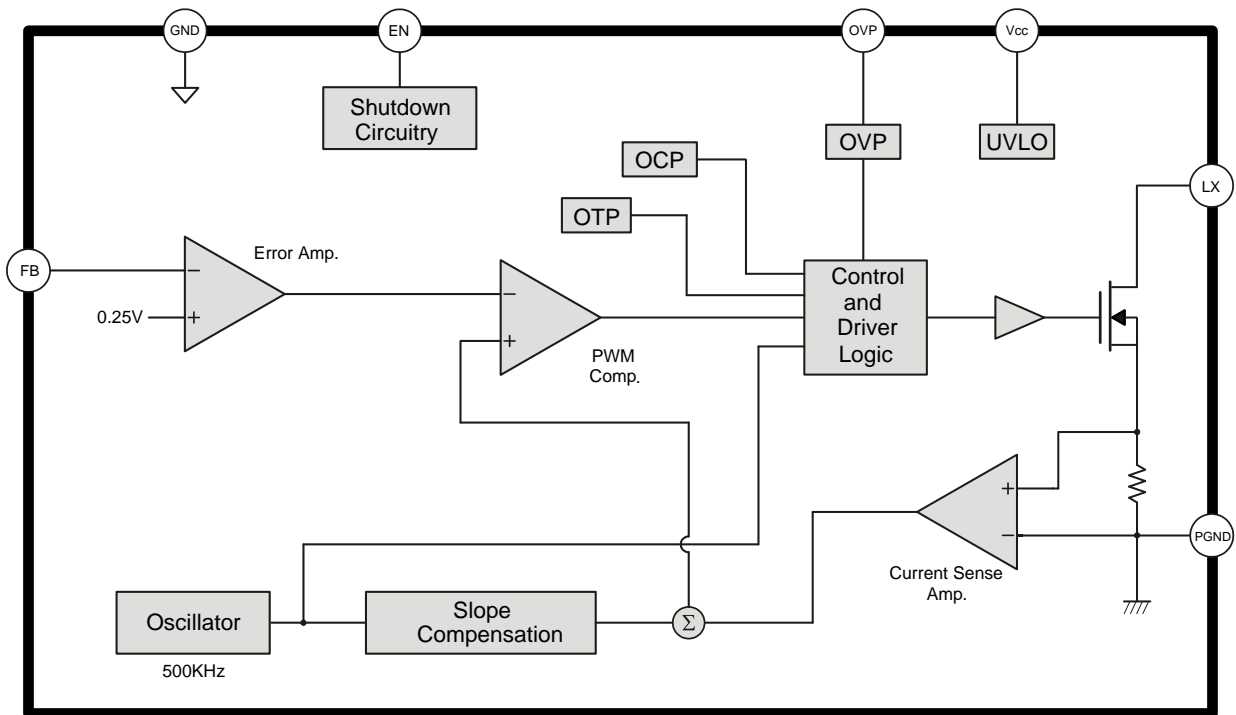 GND
EN
OVP
Vcc
Shutdown
Circuitry
OCP
OVP
UVLO
OTP
LX
FB
−
Error Amp.
0.25V
+
−
+
PWM
Comp.
Control
and
Driver
Logic
+
−
Current Sense
Amp.
PGND
Oscillator
500KHz
Slope
Compensation
Σ